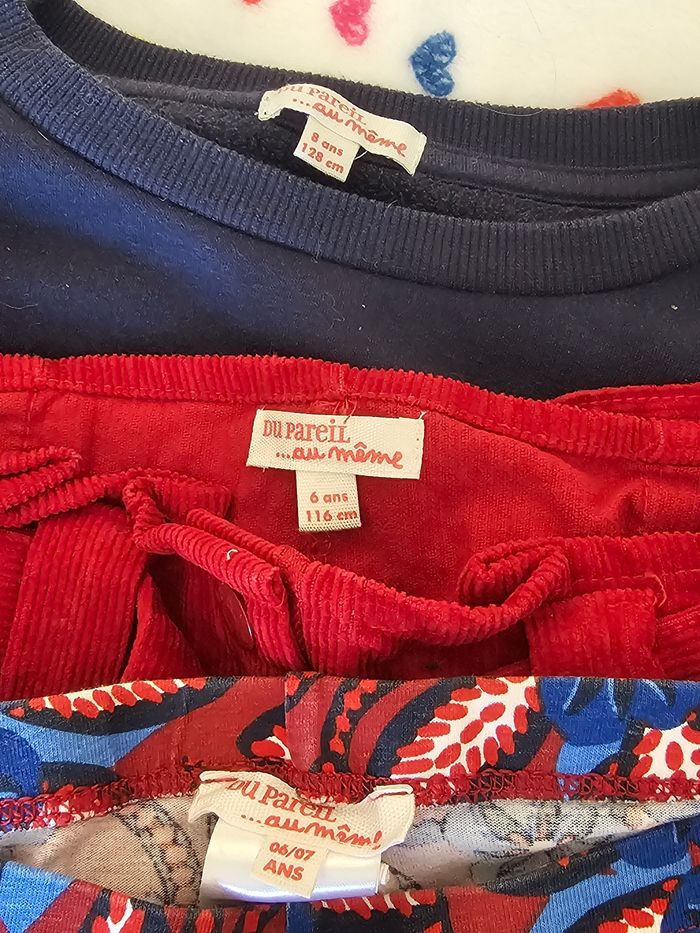 DU PAREIL
...au même
8 ans
128 cm
DU PAREIL
...au même
6 ans
116 cm
DU PAREIL
...au même
06/07
ANS